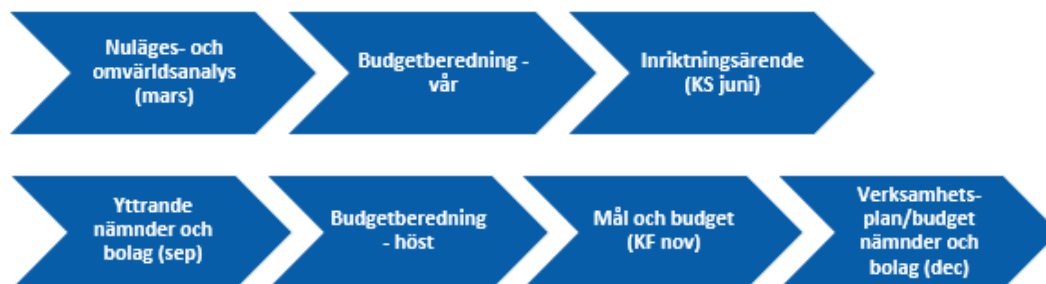 Nuläges- och
omvärldsanalys
(mars)
Budgetberedning -
vår
Inriktningsärende
(KS juni)
Yttrande
nämnder och
bolag (sep)
Budgetberedning
- höst
Mål och budget
(KF nov)
Verksamhets-
plan/budget
nämnder och
bolag (dec)